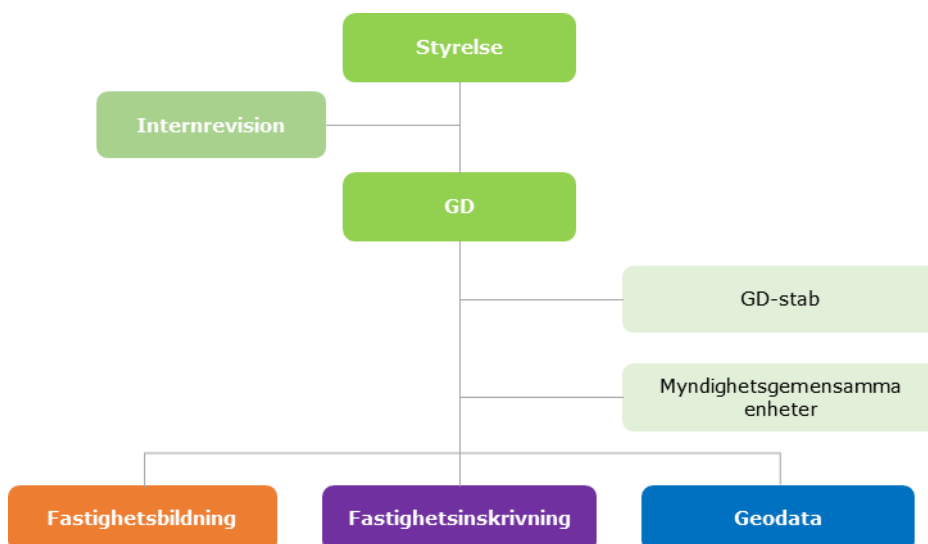 Styrelse
Internrevision
GD
GD-stab
Myndighetsgemensamma
enheter
Fastighetsbildning
Fastighetsinskrivning
Geodata